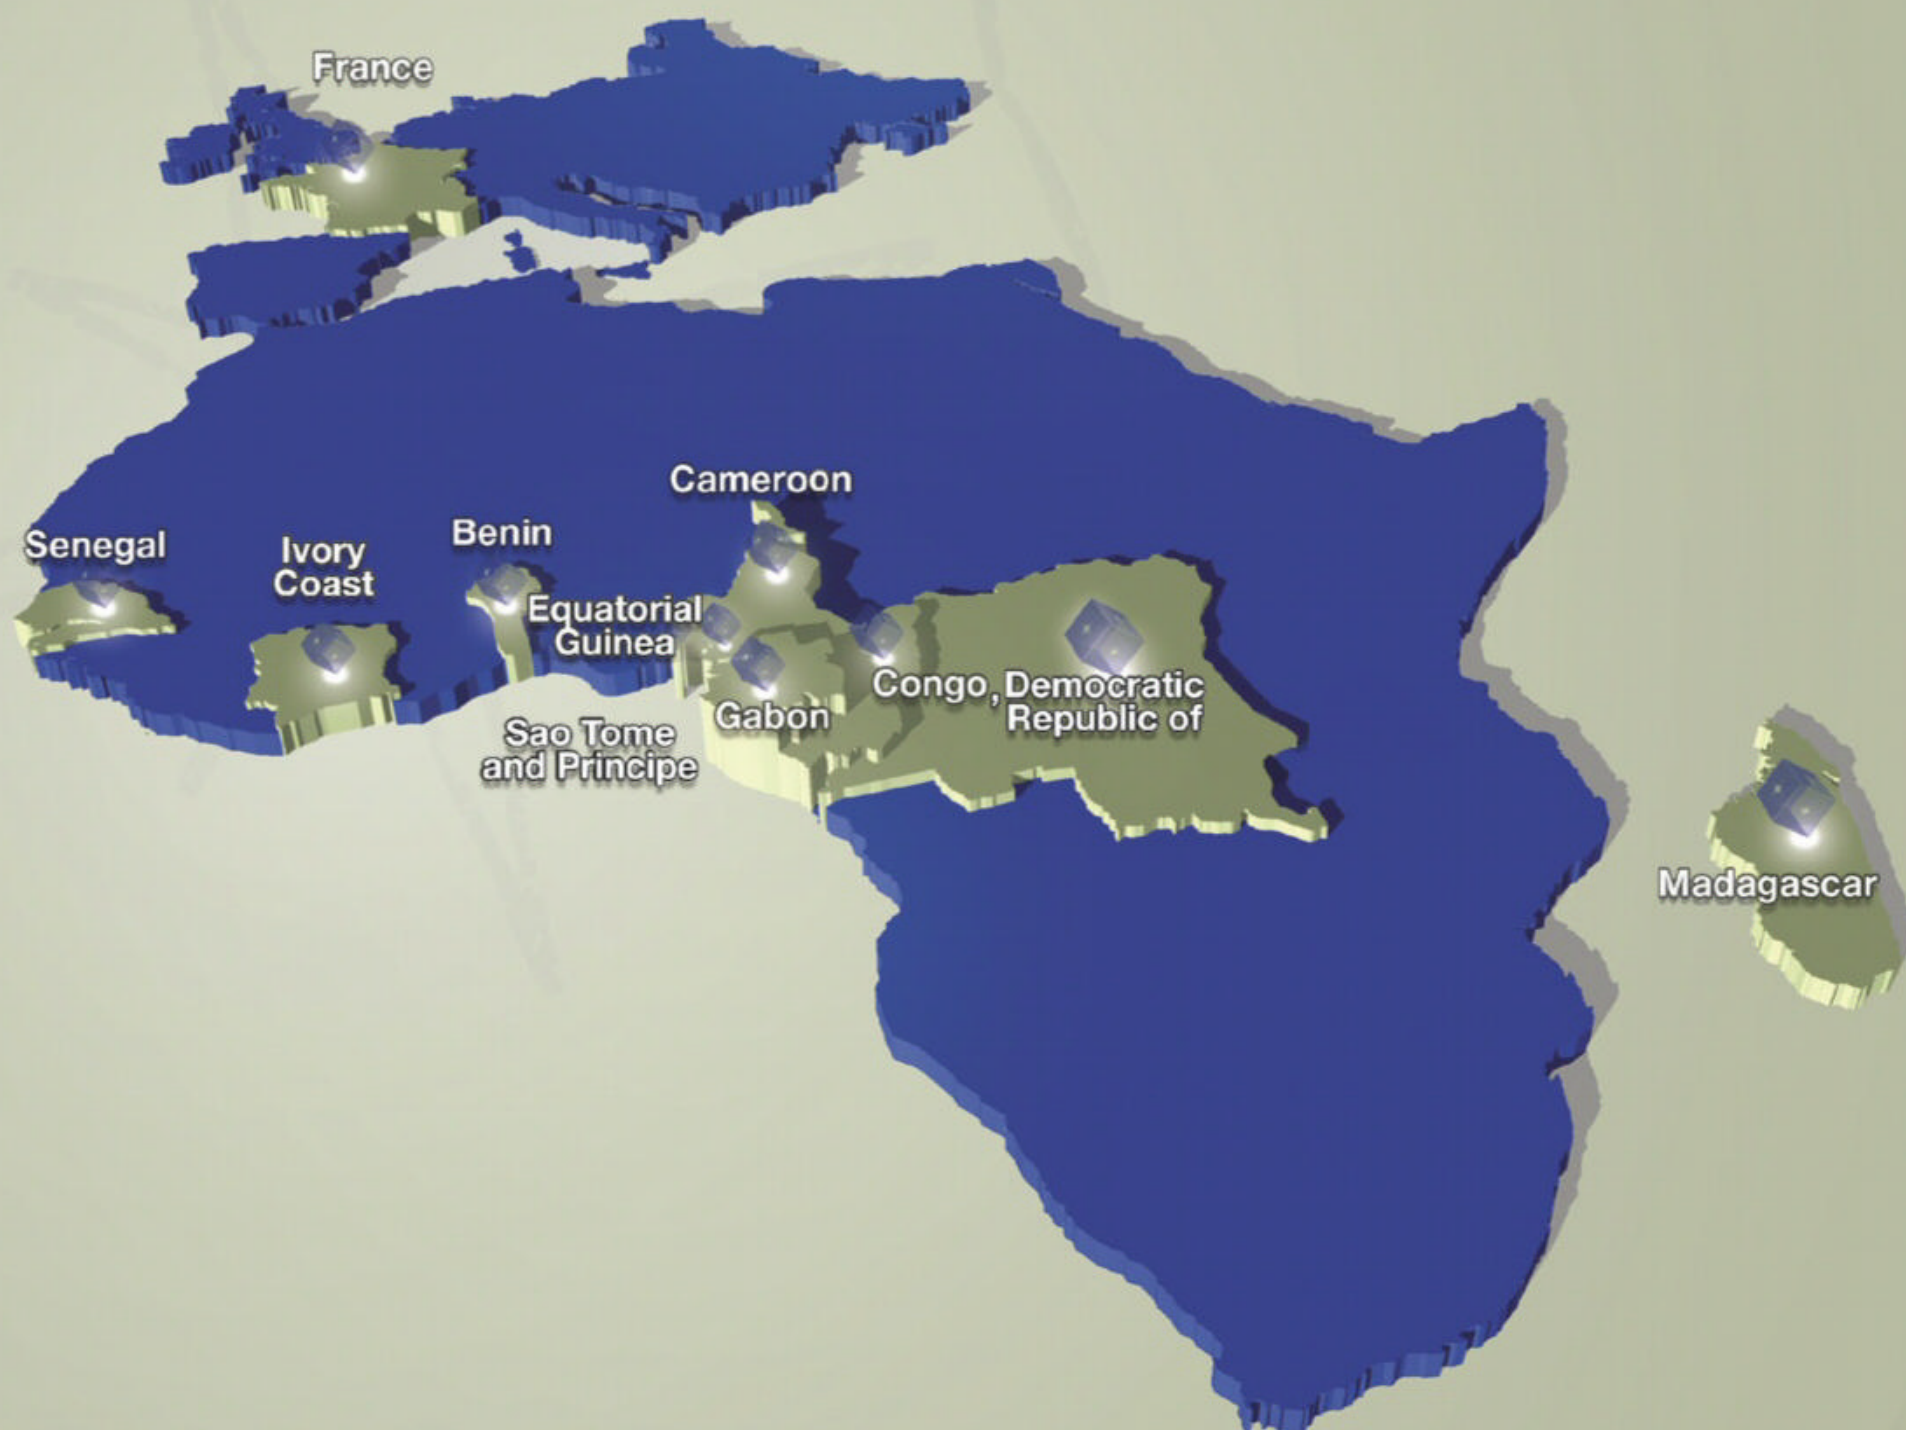 France
Cameroon
Senegal
Ivory
Coast
Benin
Equatorial
Guinea
Congo, Democratic
Republic of
Gabon
Sao Tome
and Principe
Madagascar